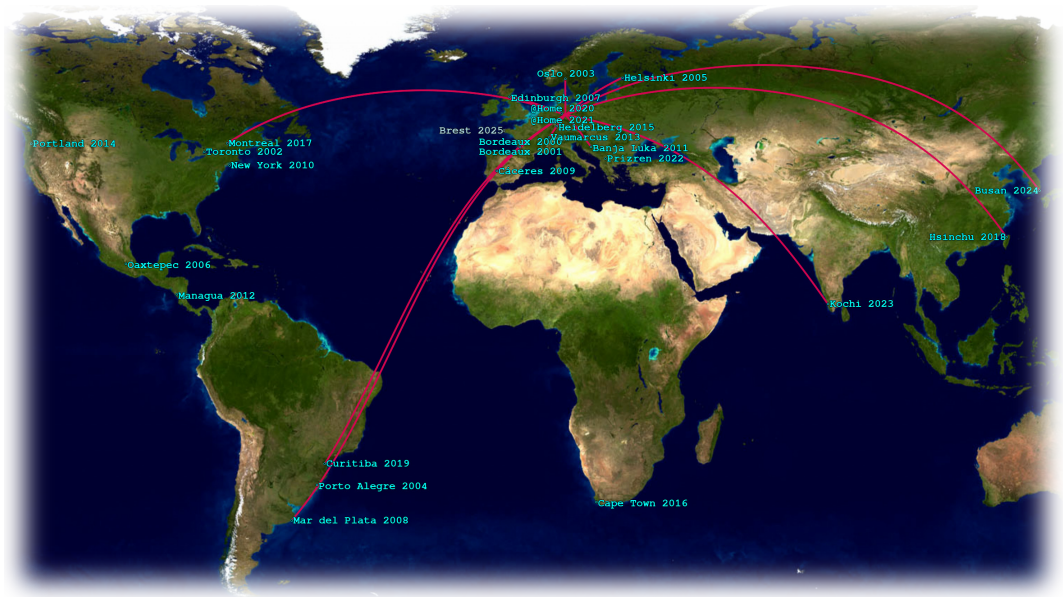 Oslo 2003
Helsinki 2005
Edinburgh 2007
@Home 2020
@Home 2021
Heidelberg 2015
Brest 2025
Vaumarcus 2013
Portland 2014
Montreal 2017
Bordeaux 2000
Banja Luka 2011
Toronto 2002
Bordeaux 2001
Prizren 2022
New York 2010
Caceres 2009
Busan 2024
Hsinchu 2018
Oaxtepec 2006
Managua 2012
Kochi 2023
Curitiba 2019
Porto Alegre 2004
Cape Town 2016
Mar del Plata 2008